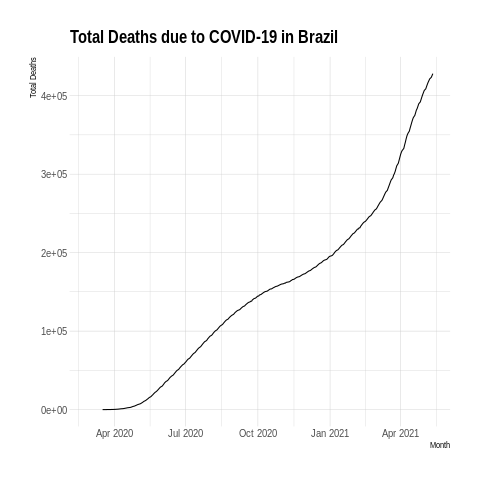 Total Deaths due to COVID-19 in Brazil
Total Deaths
4e+05
3e+05
2e+05
1e+05
0e+00
Apr 2020 Jul 2020 Oct 2020 Jan 2021 Apr 2021
Month